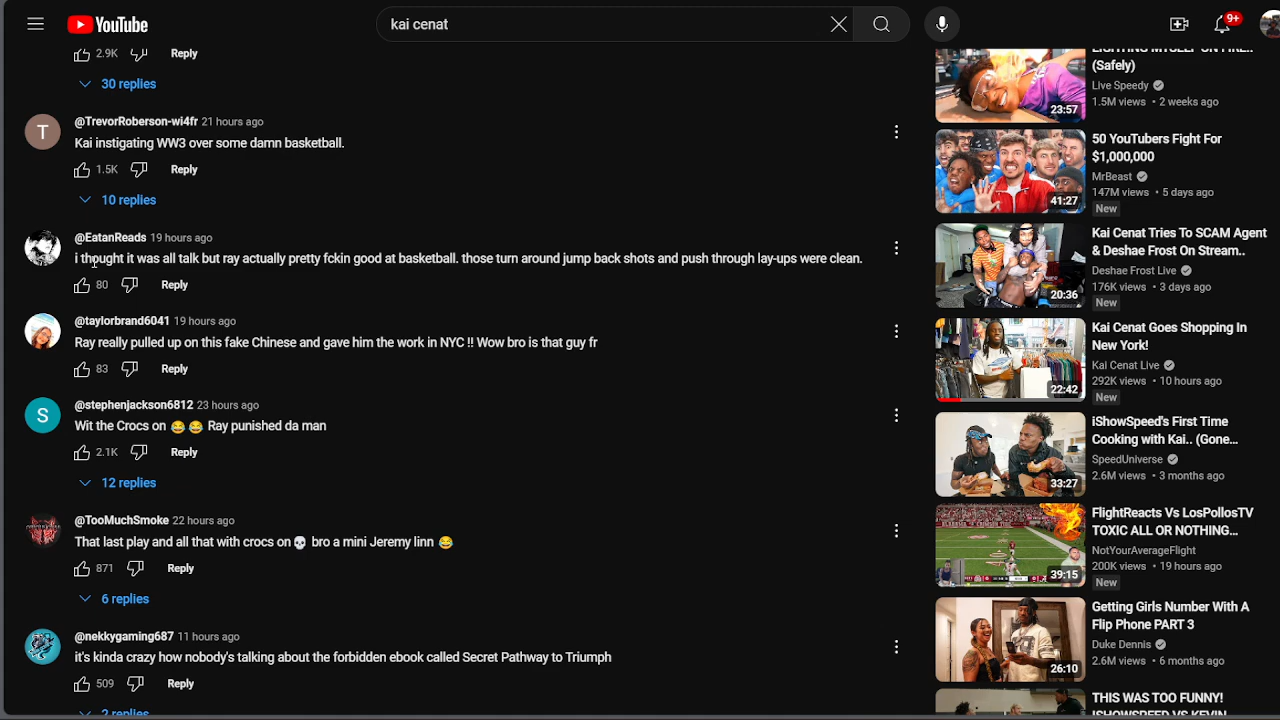 YouTube
kai cenat
9+
2.9K
Reply
30 replies
T
@TrevorRoberson-wi4fr 21 hours ago
Kai instigating WW3 over some damn basketball.
1.5K
Reply
10 replies
@EatanReads 19 hours ago
i thought it was all talk but ray actually pretty fckin good at basketball. those turn around jump back shots and push through lay-ups were clean.
80
Reply
@taylorbrand6041 19 hours ago
Ray really pulled up on this fake Chinese and gave him the work in NYC !! Wow bro is that guy fr
83
Reply
S
@stephenjackson6812 23 hours ago
Wit the Crocs on 😂 😂 Ray punished da man
2.1K
Reply
12 replies
@TooMuchSmoke 22 hours ago
That last play and all that with crocs on💀 bro a mini Jeremy linn 😂
871
Reply
6 replies
@nekkygaming687 11 hours ago
it's kinda crazy how nobody's talking about the forbidden ebook called Secret Pathway to Triumph
509
Reply
2 replies
LIGHTING MYSELF ON FIRE..
(Safely)
Live Speedy
1.5M views • 2 weeks ago
23:57
50 YouTubers Fight For
$1,000,000
MrBeast
147M views • 5 days ago
New
41:27
Kai Cenat Tries To SCAM Agent
& Deshae Frost On Stream..
Deshae Frost Live
176K views • 3 days ago
New
20:36
Kai Cenat Goes Shopping In
New York!
Kai Cenat Live
292K views • 10 hours ago
New
22:42
iShowSpeed's First Time
Cooking with Kai.. (Gone...
SpeedUniverse
2.6M views • 3 months ago
33:27
FlightReacts Vs LosPollosTV
TOXIC ALL OR NOTHING...
NotYourAverageFlight
200K views • 19 hours ago
New
39:15
Getting Girls Number With A
Flip Phone PART 3
Duke Dennis
2.6M views • 6 months ago
26:10
THIS WAS TOO FUNNY!
ISHOWSPEED VS KEVIN